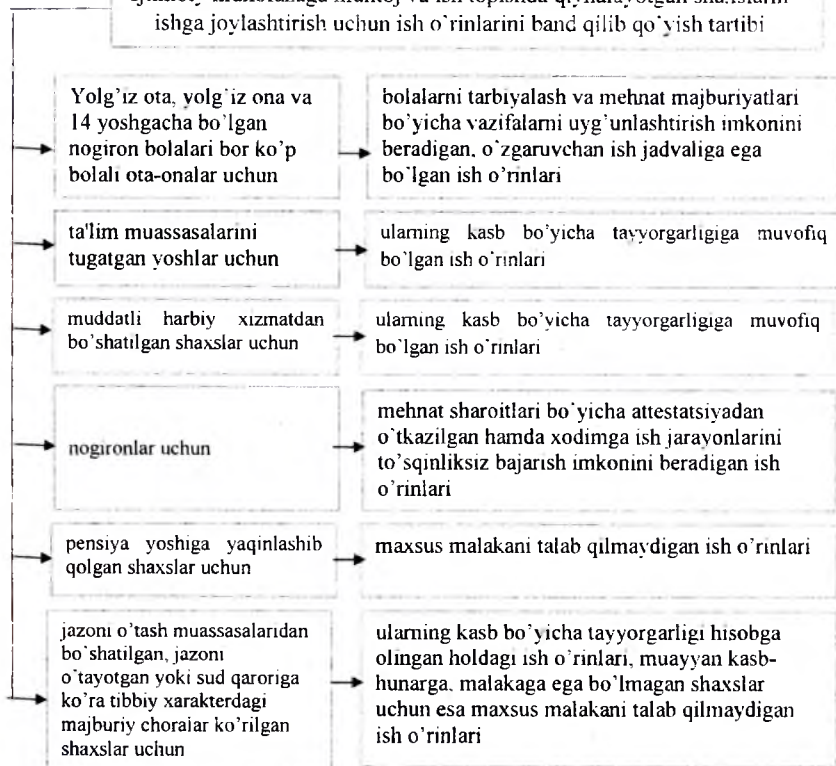 ishga joylashtirish uchun ish o`rinlarini band qilib qo`yish tartibi
Yolg’iz ota, yolg`iz ona va
14 yoshgacha bo’lgan
nogiron bolalari bor ko’p
bolali ota-onalar uchun
bolalarni tarbiyalash va mehnat majburiyatlari
bo’yicha vazifalarni uyg’unlashtirish imkonini
beradigan, o`zgaruvchan ish jadvaliga ega
bo’lgan ish o’rinlari
ta'lim muassasalarini
tugatgan yoshlar uchun
ularning kasb bo’yicha tayyorgarligiga muvofiq
bo’lgan ish o`rinlari
muddatli harbiy xizmatdan
bo’shatilgan shaxslar uchun
ularning kasb bo’yicha tayyorgarligiga muvofiq
bo’lgan ish o`rinlari
nogironlar uchun
mehnat sharoitlari bo’yicha attestatsiyadan
o`tkazilgan hamda xodimga ish jarayonlarini
to’sqinliksiz bajarish imkonini beradigan ish
o’rinlari
pensiya yoshiga yaqinlashib
qolgan shaxslar uchun
maxsus malakani talab qilmaydigan ish o’rinlari
jazoni o’tash muassasalaridan
bo`shatilgan, jazoni
o`tayotgan yoki sud qaroriga
ko’ra tibbiy xarakterdagi
majburiy choralar ko’rilgan
shaxslar uchun
ularning kasb bo’yicha tayyorgarligi hisobga
olingan holdagi ish o’rinlari, muayyan kasb-
hunarga, malakaga ega bo’lmagan shaxslar
uchun esa maxsus malakani talab qilmaydigan
ish o’rinlari